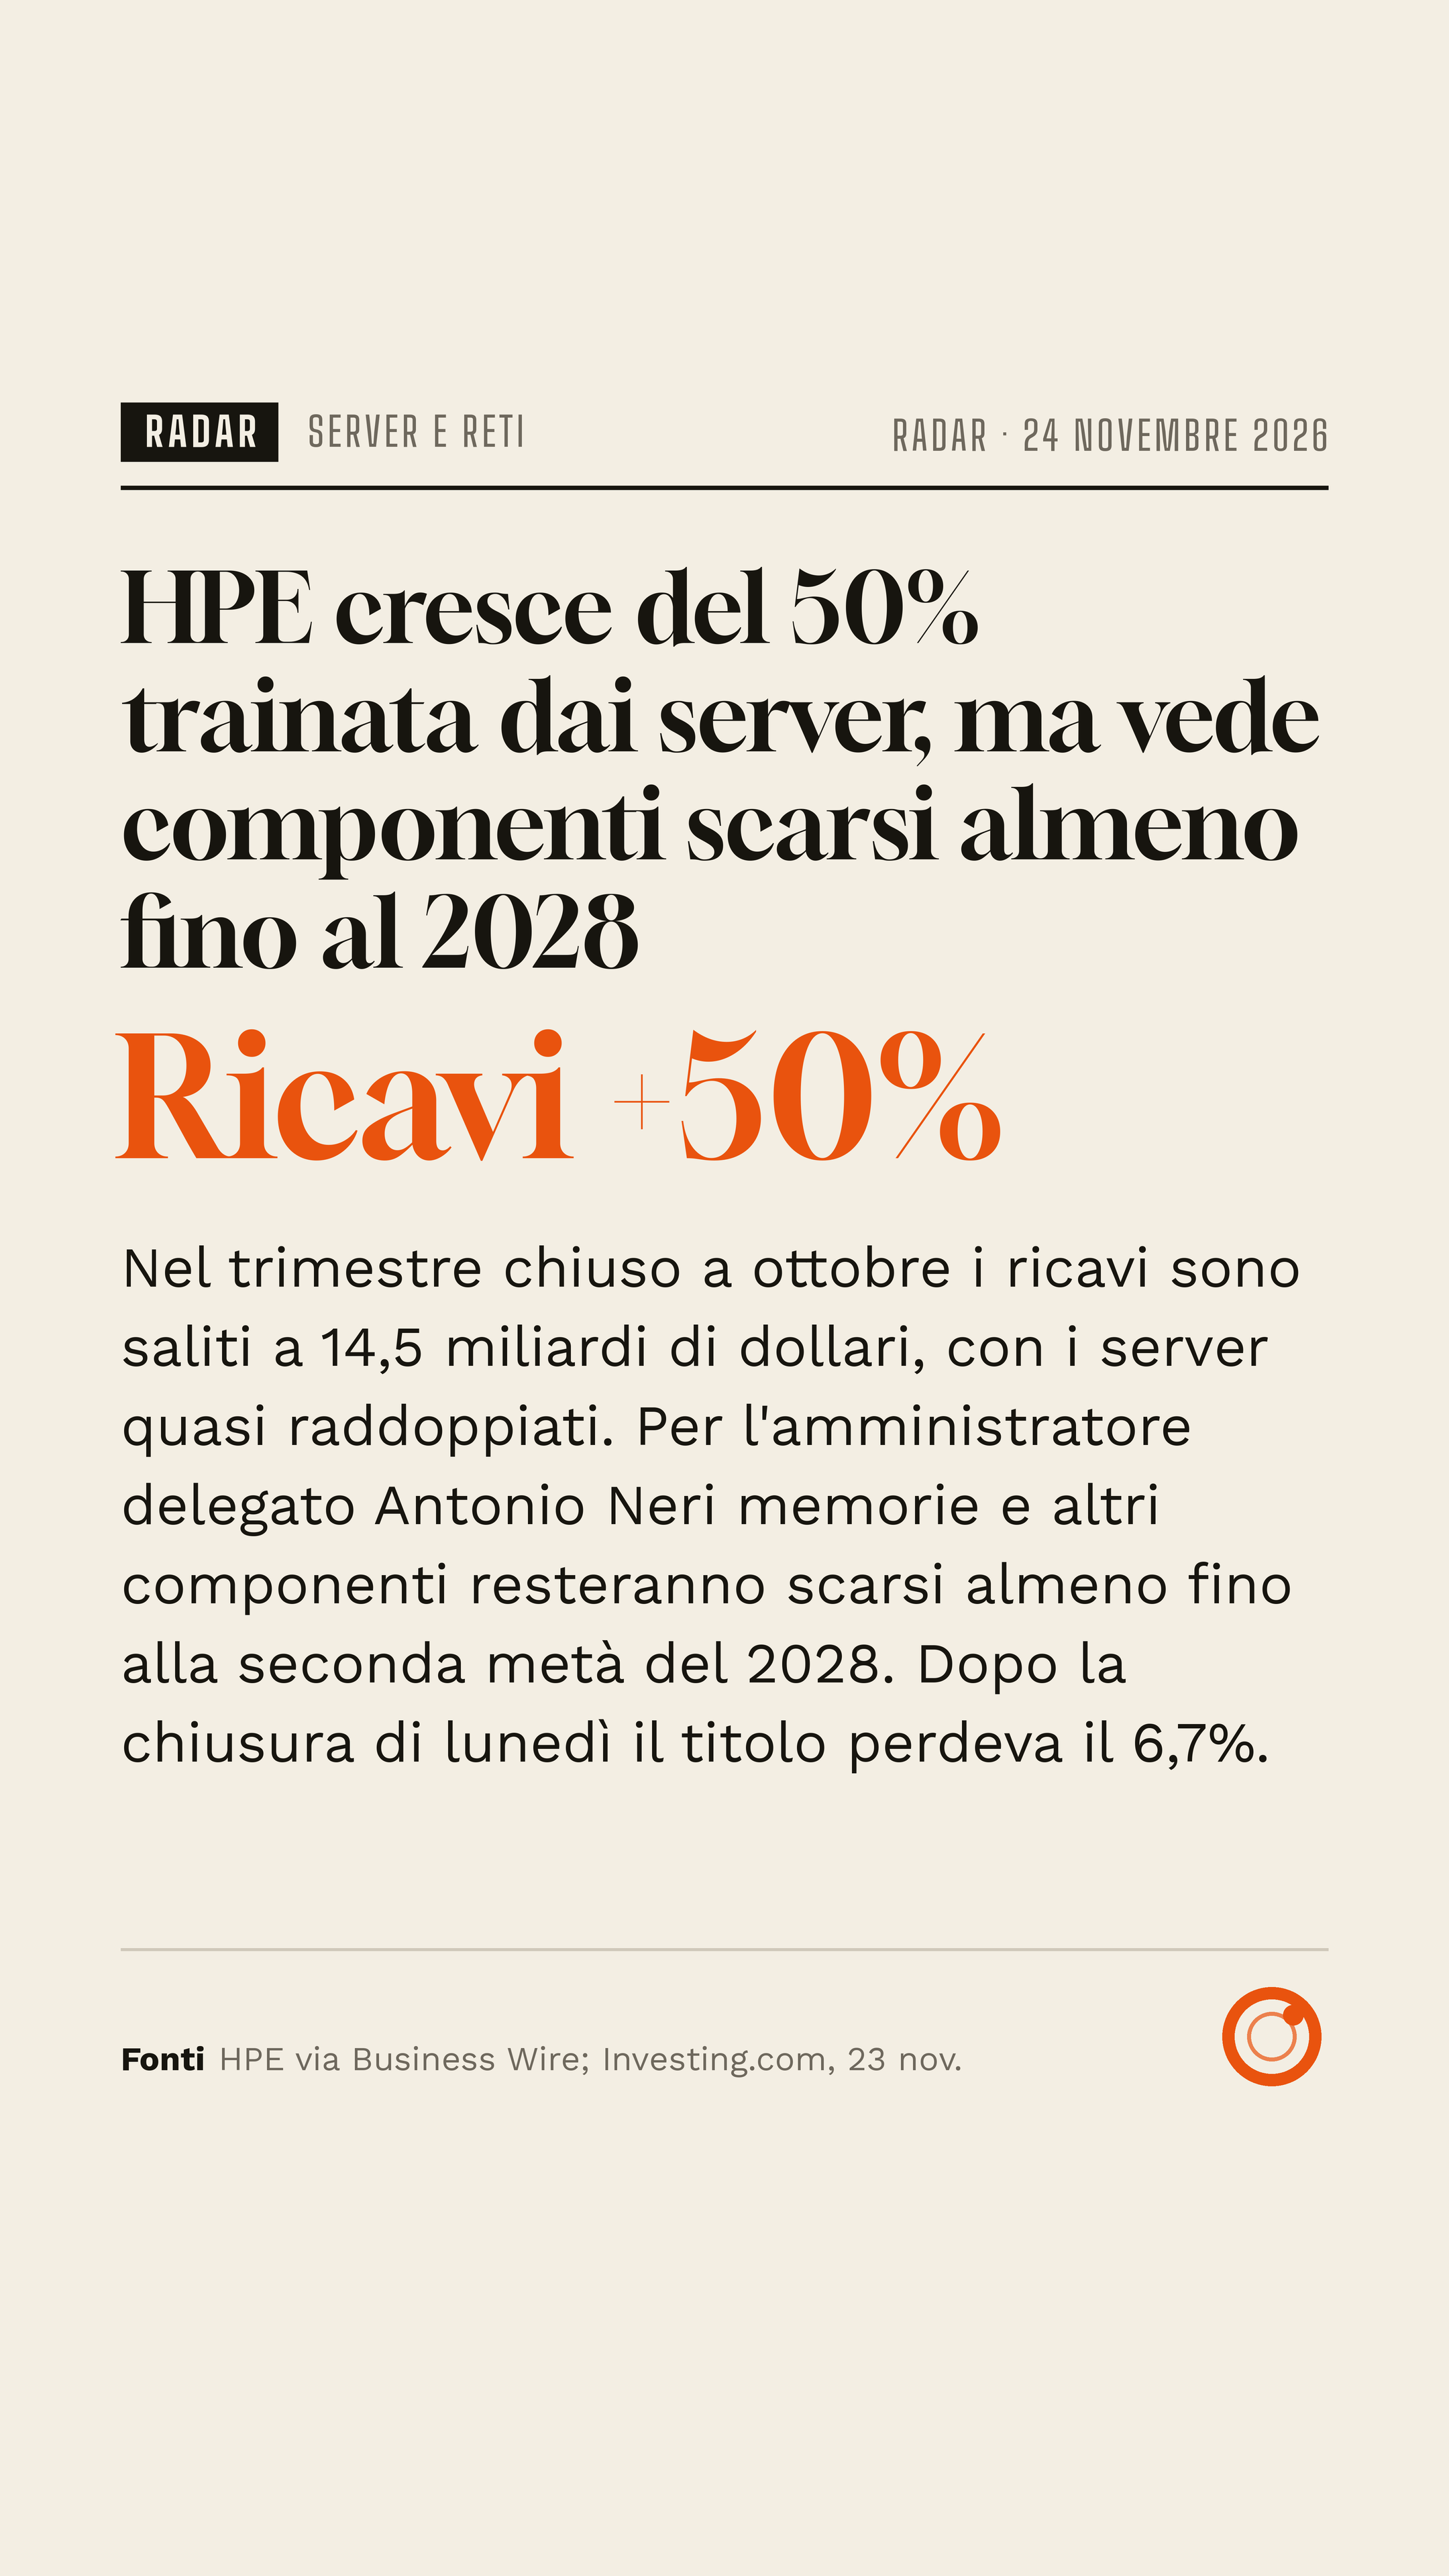 RADAR SERVER E RETI RADAR · 24 NOVEMBRE 2026
HPE cresce del 50%
trainata dai server, ma vede
componenti scarsi almeno
fino al 2028
Ricavi +50%
Nel trimestre chiuso a ottobre i ricavi sono
saliti a 14,5 miliardi di dollari, con i server
quasi raddoppiati. Per l'amministratore
delegato Antonio Neri memorie e altri
componenti resteranno scarsi almeno fino
alla seconda metà del 2028. Dopo la
chiusura di lunedì il titolo perdeva il 6,7%.
Fonti HPE via Business Wire; Investing.com, 23 nov.